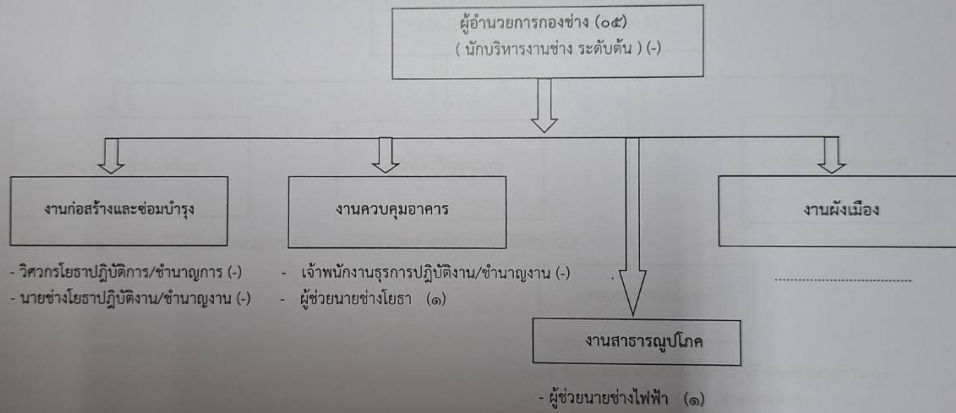 ผู้อำนวยการกองช่าง (๐๕)
( นักบริหารงานช่าง ระดับต้น ) (-)
งานก่อสร้างและซ่อมบำรุง
- วิศวกรโยธาปฏิบัติการ/ชำนาญการ (-)
- นายช่างโยธาปฏิบัติงาน/ชำนาญงาน (-)
งานควบคุมอาคาร
- เจ้าพนักงานธุรการปฏิบัติงาน/ชำนาญงาน (-)
- ผู้ช่วยนายช่างโยธา (๑)
งานสาธารณูปโภค
- ผู้ช่วยนายช่างไฟฟ้า (๑)
งานผังเมือง